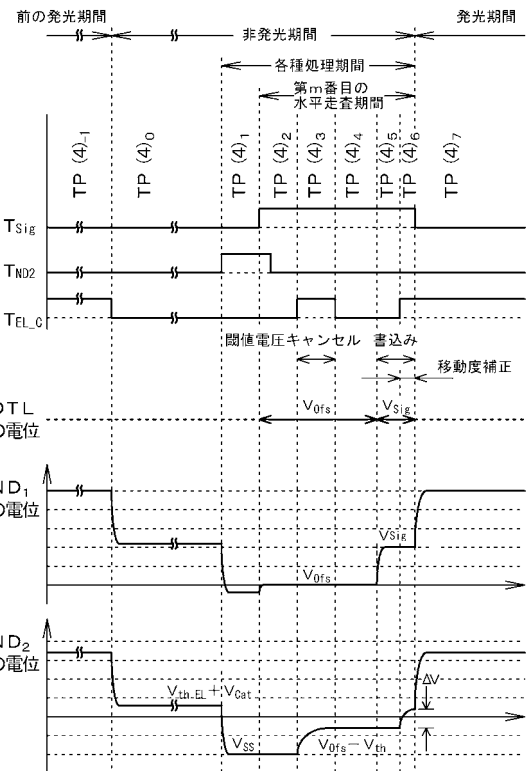 前の発光期間
非発光期間
発光期間
各種処理期間
第m番目の
水平走査期間
TP (4)-1
TP (4)0
TP (4)1
TP (4)2
TP (4)3
TP (4)4
TP (4)5
TP (4)6
TP (4)7
TSig
TND2
TEL_C
閾値電圧キャンセル 書込み
移動度補正
DTL
の電位
VOfs
VSig
ND1
の電位
VSig
VOfs
ND2
の電位
Vth-EL+VCat
ΔV
VSS
VOfs-Vth